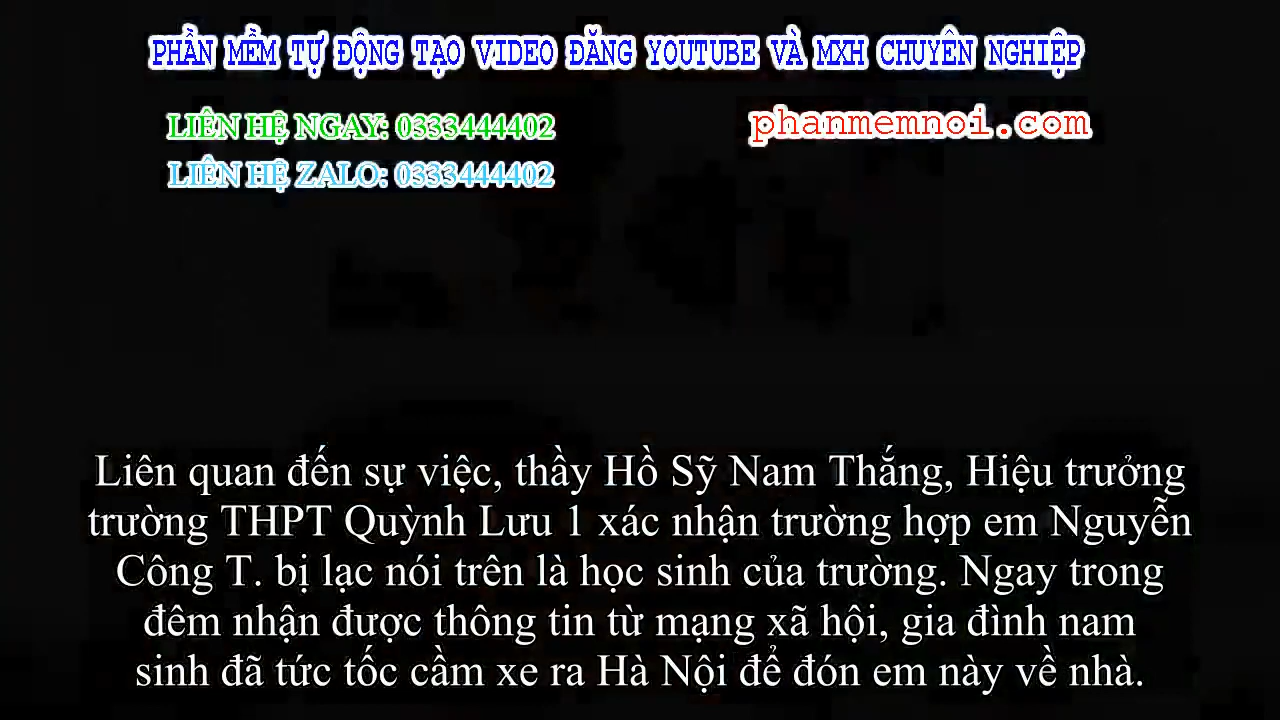 PHẦN MỀM TỰ ĐỘNG TẠO VIDEO ĐĂNG YOUTUBE VÀ MXH CHUYÊN NGHIỆP
LIÊN HỆ NGAY: 0333444402
phanmemnoi.com
LIÊN HỆ ZALO: 0333444402
Liên quan đến sự việc, thầy Hồ Sỹ Nam Thắng, Hiệu trưởng
trường THPT Quỳnh Lưu 1 xác nhận trường hợp em Nguyễn
Công T. bị lạc nói trên là học sinh của trường. Ngay trong
đêm nhận được thông tin từ mạng xã hội, gia đình nam
sinh đã tức tốc cầm xe ra Hà Nội để đón em này về nhà.